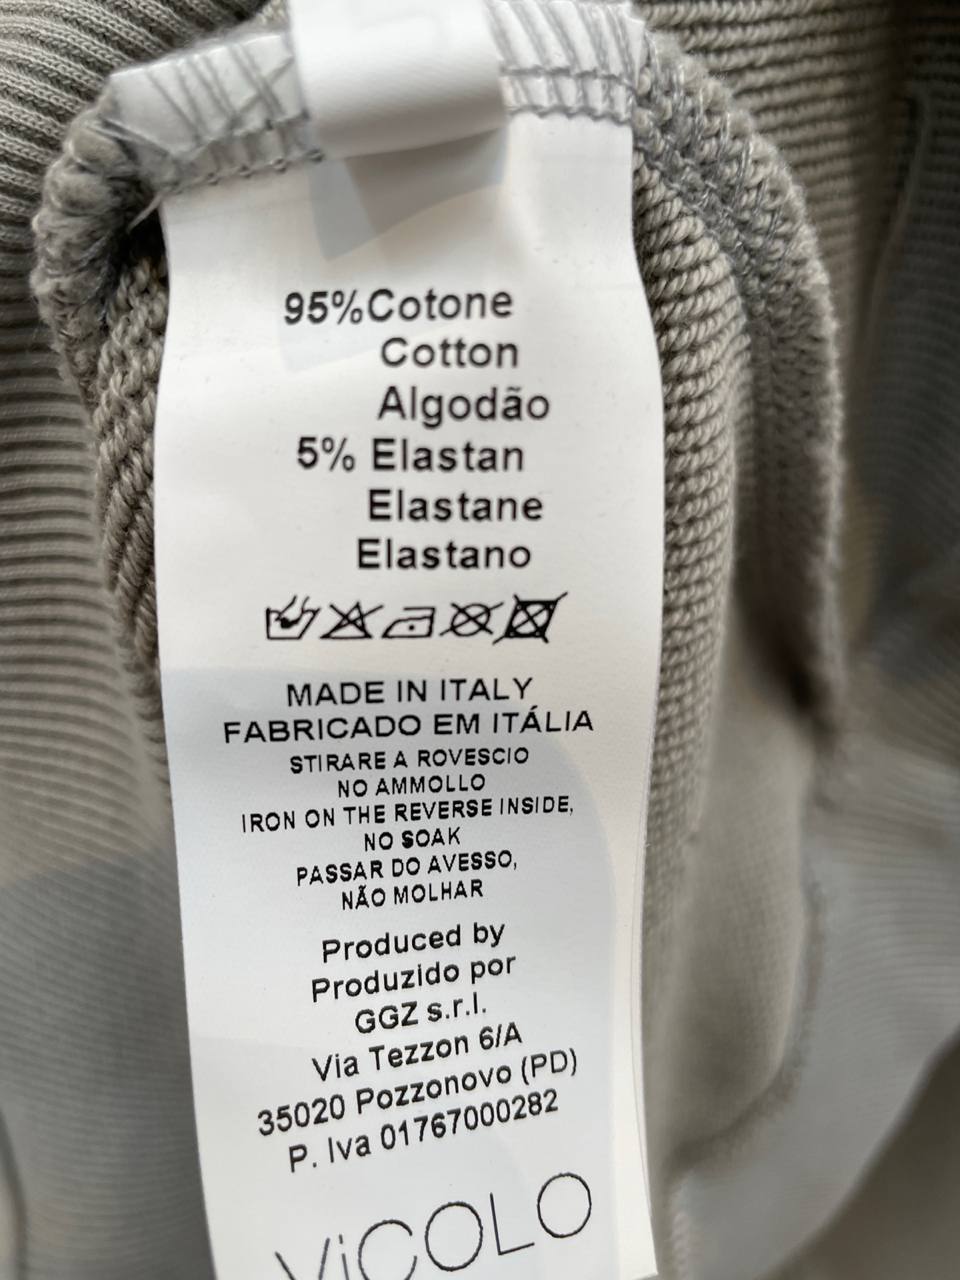 95%Cotone
Cotton
Algodão
5% Elastan
Elastane
Elastano
MADE IN ITALY
FABRICADO EM ITÁLIA
STIRARE A ROVESCIO
NO AMMOLLO
IRON ON THE REVERSE INSIDE,
NO SOAK
PASSAR DO AVESSO,
NÃO MOLHAR
Produced by
Produzido por
GGZ s.r.l.
Via Tezzon 6/A
35020 Pozzonovo (PD)
P. Iva 01767000282
ViCOLO